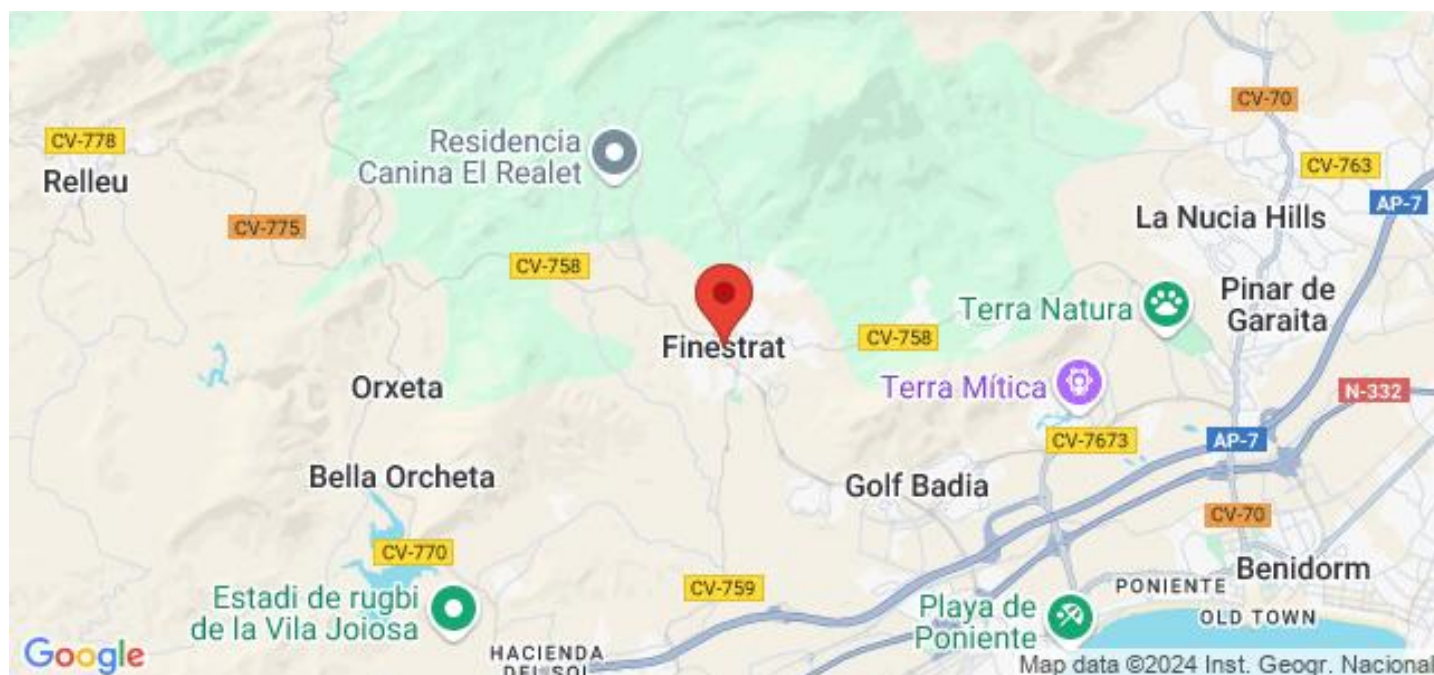 CV-70
CV-778
Residencia
Canina El Realet
CV-763
Relleu
AP-7
La Nucia Hills
CV-775
CV-758
Pinar de
Garaita
Terra Natura
CV-758
Finestrat
Orxeta
Terra Mítica
N-332
CV-7673
AP-7
Bella Orcheta
Golf Badia
CV-70
CV-770
Benidorm
CV-759
PONIENTE
Estadi de rugbi
de la Vila Joiosa
Playa de
Poniente
OLD TOWN
HACIENDA
DEL SOL
Google
Map data ©2024 Inst. Geogr. Nacional